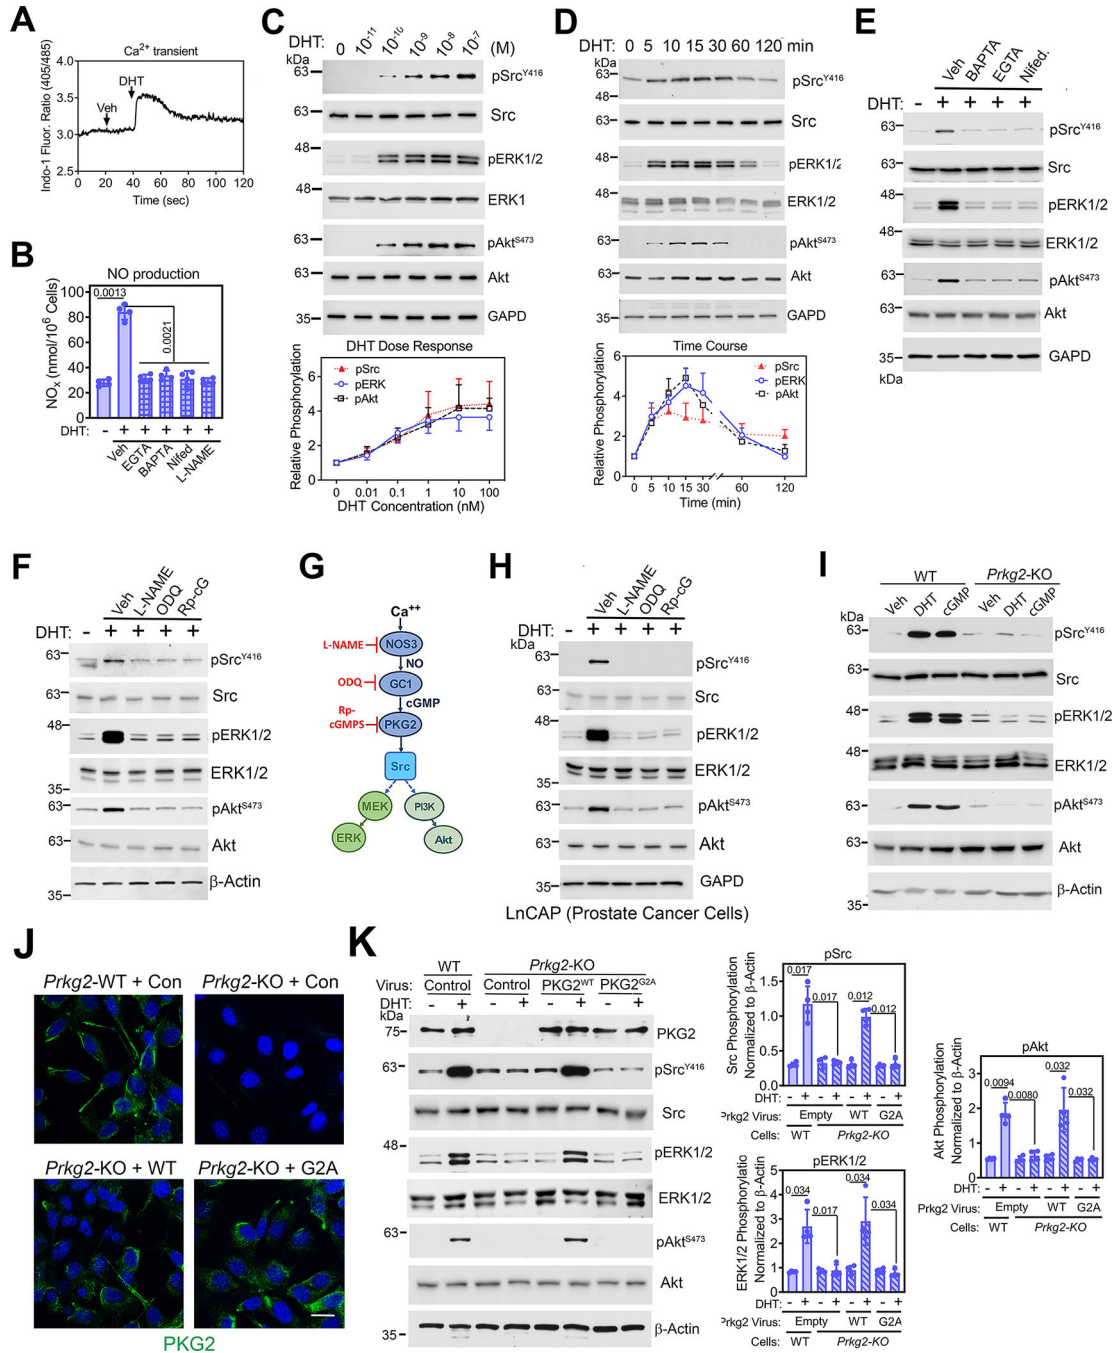 A
Ca²⁺ transient
Indo-1 Fluor. Ratio (405/485)
4.0
3.5
3.0
2.5
Veh
DHT
0 20 40 60 80 100 120
Time (sec)
B
NO production
NOₓ (nmol/10⁶ Cells)
100
80
60
40
20
0
0.0013
0.0021
DHT: - + + + + +
Veh
EGTA
BAPTA
Nifed
L-NAME
C
DHT: 0 10⁻¹¹ 10⁻¹⁰ 10⁻⁹ 10⁻⁸ 10⁻⁷ (M)
kDa
63 pSrcY416
63 Src
48 pERK1/2
48 ERK1
63 pAktS473
63 Akt
35 GAPD
DHT Dose Response
Relative Phosphorylation
6
4
2
0
pSrc
pERK
pAkt
0 0.01 0.1 1 10 100
DHT Concentration (nM)
D
DHT: 0 5 10 15 30 60 120 min
kDa
63 pSrcY416
48
63 Src
48 pERK1/2
48 ERK1/2
63 pAktS473
63 Akt
35 GAPD
Time Course
Relative Phosphorylation
6
4
2
0
pSrc
pERK
pAkt
0 5 10 15 30 60 120
Time (min)
E
Veh BAPTA EGTA Nifed.
DHT: - + + + +
63 pSrcY416
63 Src
48 pERK1/2
48 ERK1/2
63 pAktS473
63 Akt
35 GAPD
kDa
F
Veh L-NAME ODQ Rp-cG
DHT: - + + + +
63 pSrcY416
63 Src
48 pERK1/2
ERK1/2
35
63 pAktS473
63 Akt
35 β-Actin
G
Ca⁺⁺
L-NAME NOS3
NO
ODQ GC1
cGMP
Rp-
cGMPS PKG2
Src
MEK PI3K
ERK Akt
H
Veh L-NAME ODQ Rp-cG
DHT: - + + + +
kDa
63 pSrcY416
63 Src
48 pERK1/2
ERK1/2
35
63 pAktS473
63 Akt
35 GAPD
LnCAP (Prostate Cancer Cells)
I
WT Prkg2-KO
Veh DHT cGMP Veh DHT cGMP
kDa
63 pSrcY416
63 Src
48 pERK1/2
48 ERK1/2
63 pAktS473
63 Akt
35 β-Actin
J
Prkg2-WT + Con Prkg2-KO + Con
Prkg2-KO + WT Prkg2-KO + G2A
PKG2
K
WT Prkg2-KO
Virus: Control Control PKG2WT PKG2G2A
DHT: - + - + - + - +
kDa
75 PKG2
63 pSrcY416
63 Src
48 pERK1/2
48 ERK1/2
63 pAktS473
63 Akt
35 β-Actin
pSrc
Src Phosphorylation
Normalized to β-Actin
1.5
1.0
0.5
0.0
0.017
0.017
0.012
0.012
DHT: - + - + - + - +
Prkg2 Virus: Empty WT G2A
Cells: WT Prkg2-KO
pERK1/2
ERK1/2 Phosphorylatio
Normalized to β-Actin
5
4
3
2
1
0
0.034
0.017
0.034
0.034
DHT: - + - + - + - +
Prkg2 Virus: Empty WT G2A
Cells: WT Prkg2-KO
pAkt
Akt Phosphorylation
Normalized to β-Actin
3
2
1
0
0.0094
0.0080
0.032
0.032
DHT: - + - + - + - +
Prkg2 Virus: Empty WT G2A
Cells: WT Prkg2-KO